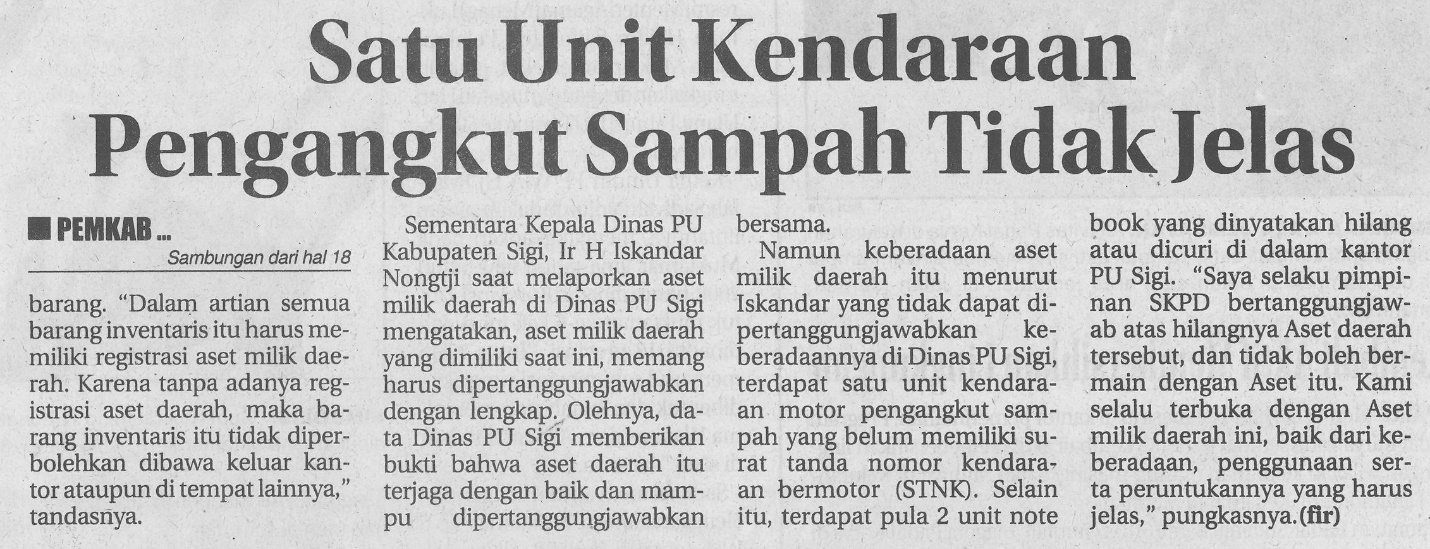 Satu Unit Kendaraan
Pengangkut Sampah Tidak Jelas
PEMKAB ...
Sambungan dari hal 18
barang. “Dalam artian semua
barang inventaris itu harus me-
miliki registrasi aset milik dae-
rah. Karena tanpa adanya reg-
istrasi aset daerah, maka ba-
rang inventaris itu tidak diper-
bolehkan dibawa keluar kan-
tor ataupun di tempat lainnya,”
tandasnya.
Sementara Kepala Dinas PU
Kabupaten Sigi, Ir H Iskandar
Nongtji saat melaporkan aset
milik daerah di Dinas PU Sigi
mengatakan, aset milik daerah
yang dimiliki saat ini, memang
harus dipertanggungjawabkan
dengan lengkap. Olehnya, da-
ta Dinas PU Sigi memberikan
bukti bahwa aset daerah itu
terjaga dengan baik dan mam-
pu dipertanggungjawabkan
bersama.
Namun keberadaan aset
milik daerah itu menurut
Iskandar yang tidak dapat di-
pertanggungjawabkan ke-
beradaannya di Dinas PU Sigi,
terdapat satu unit kendara-
an motor pengangkut sam-
pah yang belum memiliki su-
rat tanda nomor kendara-
an bermotor (STNK). Selain
itu, terdapat pula 2 unit note
book yang dinyatakan hilang
atau dicuri di dalam kantor
PU Sigi. “Saya selaku pimpi-
nan SKPD bertanggungjaw-
ab atas hilangnya Aset daerah
tersebut, dan tidak boleh ber-
main dengan Aset itu. Kami
selalu terbuka dengan Aset
milik daerah ini, baik dari ke-
beradaan, penggunaan ser-
ta peruntukannya yang harus
jelas,” pungkasnya.(fir)